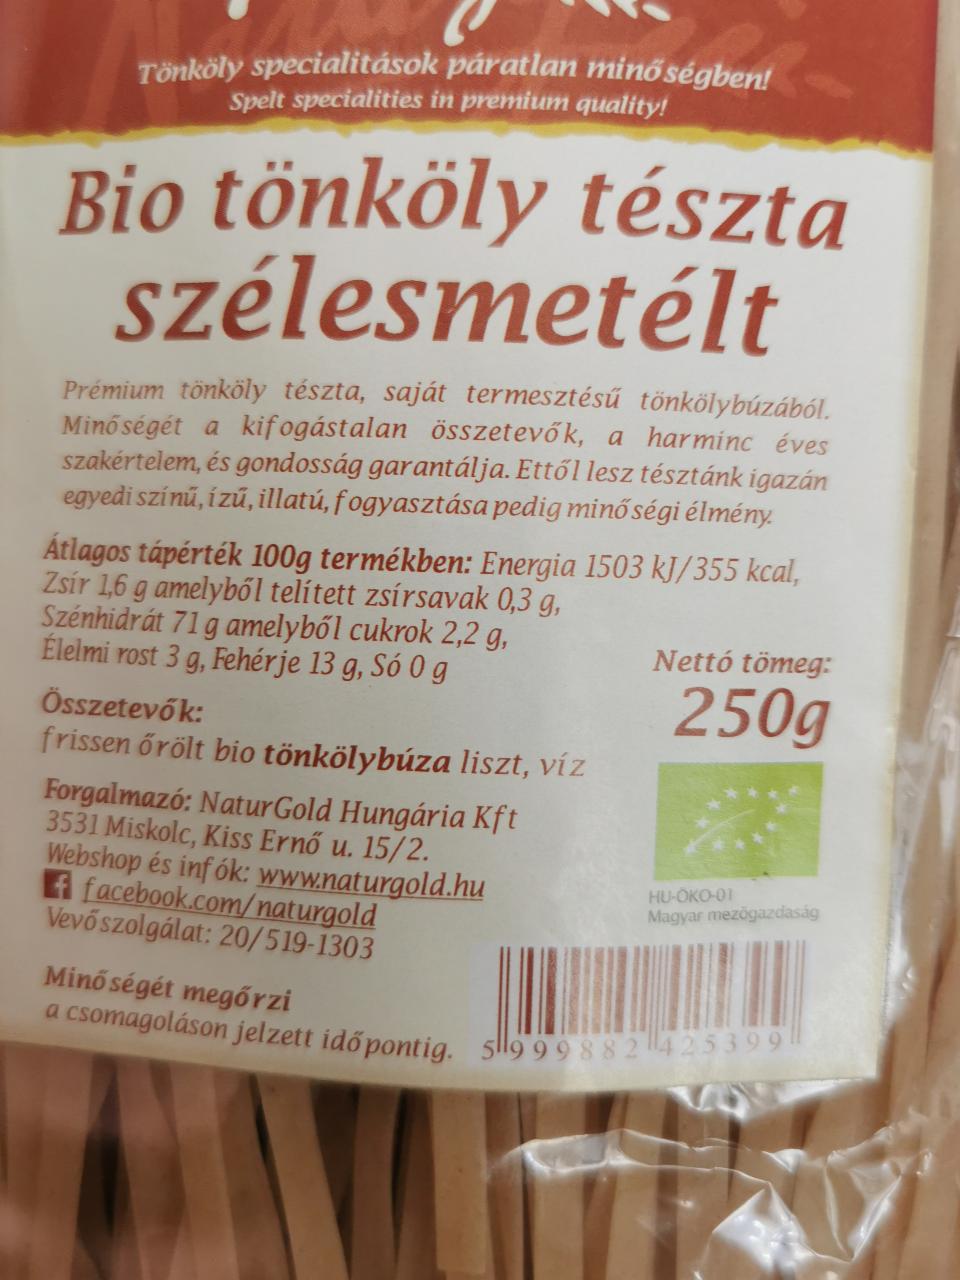 Tönköly specialitások páratlan minőségben!
Spelt specialities in premium quality!
Bio tönköly tészta
szélesmetélt
Prémium tönköly tészta, saját termesztésű tönkölybúzából.
Minőségét a kifogástalan összetevők, a harminc éves
szakértelem, és gondosság garantálja. Ettől lesz tésztánk igazán
egyedi színű, ízű, illatú, fogyasztása pedig minőségi élmény.
Átlagos tápérték 100g termékben: Energia 1503 kJ/355 kcal,
Zsír 1,6 g amelyből telített zsírsavak 0,3 g,
Szénhidrát 71 g amelyből cukrok 2,2 g,
Élelmi rost 3 g, Fehérje 13 g, Só 0 g
Nettó tömeg:
250g
Összetevők:
frissen őrölt bio tönkölybúza liszt, víz
Forgalmazó: NaturGold Hungária Kft
3531 Miskolc, Kiss Ernő u. 15/2.
Webshop és infók: www.naturgold.hu
f facebook.com/naturgold
Vevőszolgálat: 20/519-1303
HU-ÖKO-01
Magyar mezőgazdaság
Minőségét megőrzi
a csomagoláson jelzett időpontig.
5 999882 425399